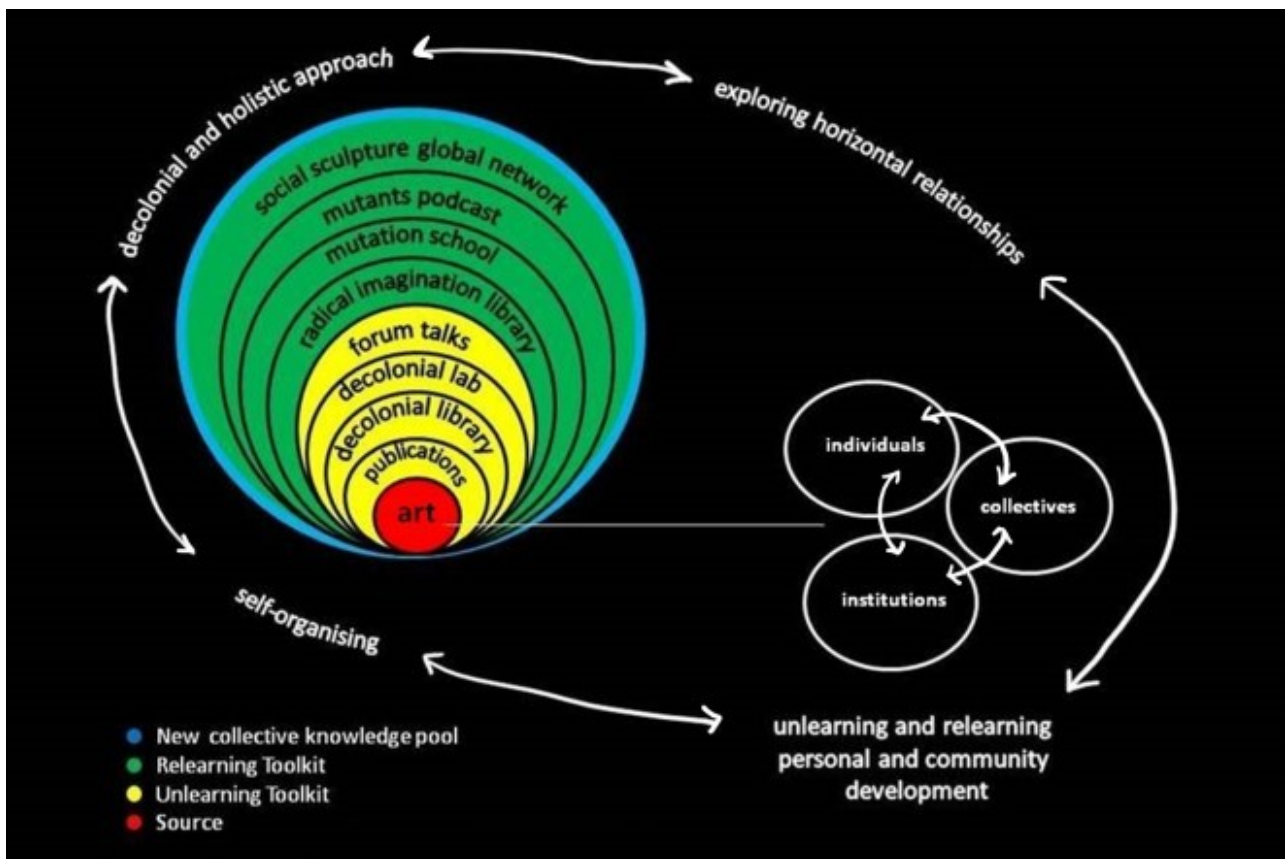 decolonial and holistic approach
exploring horizontal relationships
social sculpture global network
mutants podcast
mutation school
radical imagination library
forum talks
decolonial lab
decolonial library
publications
art
individuals
collectives
institutions
self-organising
unlearning and relearning
personal and community
development
New collective knowledge pool
Relearning Toolkit
Unlearning Toolkit
Source